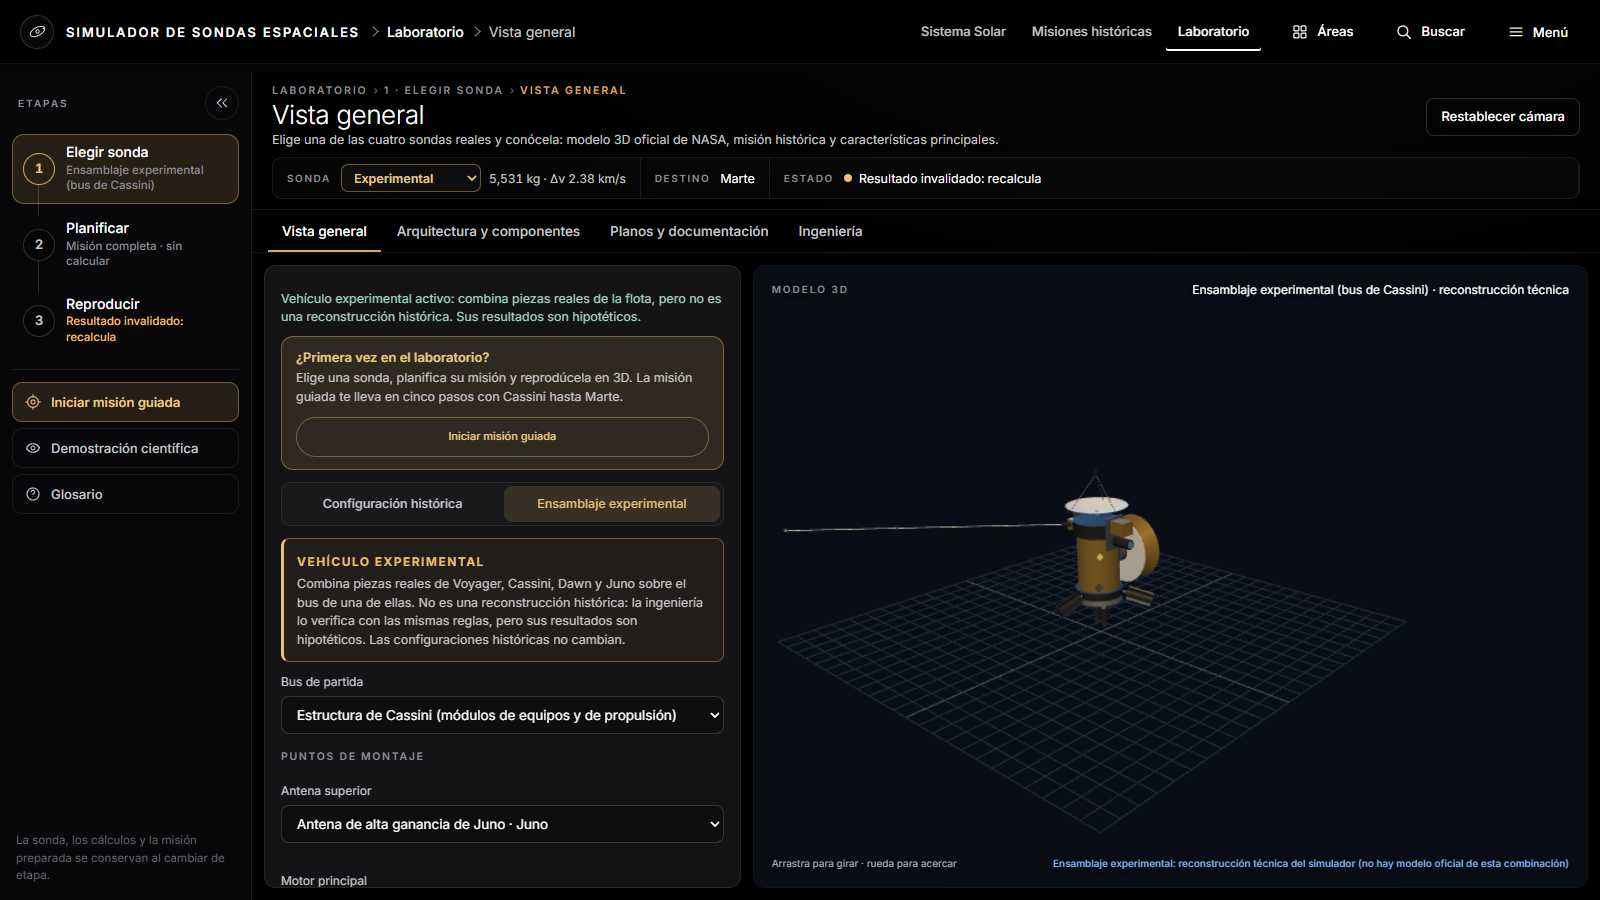 SIMULADOR DE SONDAS ESPACIALES > Laboratorio > Vista general
Sistema Solar
Misiones históricas
Laboratorio
Áreas
Buscar
Menú
ETAPAS
1
Elegir sonda
Ensamblaje experimental
(bus de Cassini)
2
Planificar
Misión completa · sin
calcular
3
Reproducir
Resultado invalidado:
recalcula
Iniciar misión guiada
Demostración científica
Glosario
La sonda, los cálculos y la misión
preparada se conservan al cambiar de
etapa.
LABORATORIO › 1 · ELEGIR SONDA › VISTA GENERAL
Vista general
Elige una de las cuatro sondas reales y conócela: modelo 3D oficial de NASA, misión histórica y características principales.
Restablecer cámara
SONDA
Experimental
5,531 kg · Δv 2.38 km/s
DESTINO Marte
ESTADO
Resultado invalidado: recalcula
Vista general
Arquitectura y componentes
Planos y documentación
Ingeniería
Vehículo experimental activo: combina piezas reales de la flota, pero no es
una reconstrucción histórica. Sus resultados son hipotéticos.
¿Primera vez en el laboratorio?
Elige una sonda, planifica su misión y reprodúcela en 3D. La misión
guiada te lleva en cinco pasos con Cassini hasta Marte.
Iniciar misión guiada
Configuración histórica
Ensamblaje experimental
VEHÍCULO EXPERIMENTAL
Combina piezas reales de Voyager, Cassini, Dawn y Juno sobre el
bus de una de ellas. No es una reconstrucción histórica: la ingeniería
lo verifica con las mismas reglas, pero sus resultados son
hipotéticos. Las configuraciones históricas no cambian.
Bus de partida
Estructura de Cassini (módulos de equipos y de propulsión)
PUNTOS DE MONTAJE
Antena superior
Antena de alta ganancia de Juno · Juno
Motor principal
MODELO 3D
Ensamblaje experimental (bus de Cassini) · reconstrucción técnica
Arrastra para girar · rueda para acercar
Ensamblaje experimental: reconstrucción técnica del simulador (no hay modelo oficial de esta combinación)